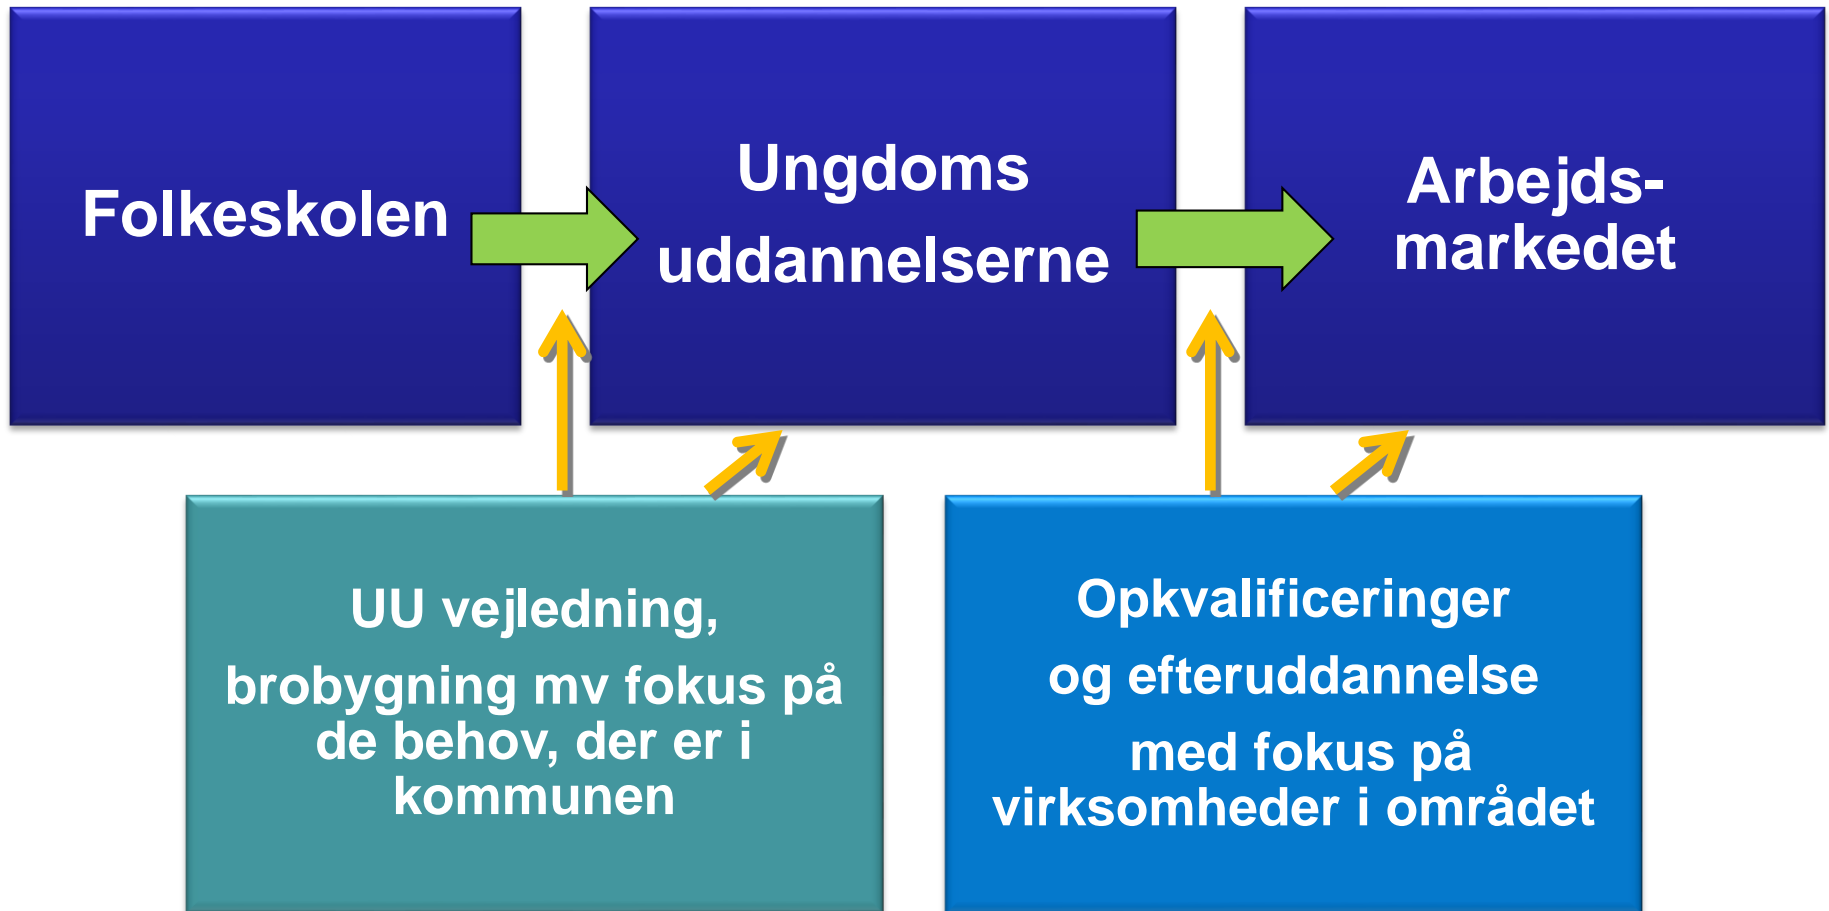 Folkeskolen
Ungdoms
uddannelserne
Arbejds-
markedet
UU vejledning,
brobygning mv fokus på
de behov, der er i
kommunen
Opkvalificeringer
og efteruddannelse
med fokus på
virksomheder i området